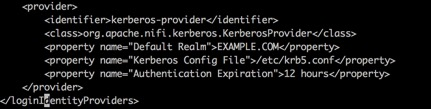 <provider>
<identifier>kerberos-provider</identifier>
<class>org.apache.nifi.kerberos.KerberosProvider</class>
<property name="Default Realm">EXAMPLE.COM</property>
<property name="Kerberos Config File">/etc/krb5.conf</property>
<property name="Authentication Expiration">12 hours</property>
</provider>
</loginIdentityProviders>